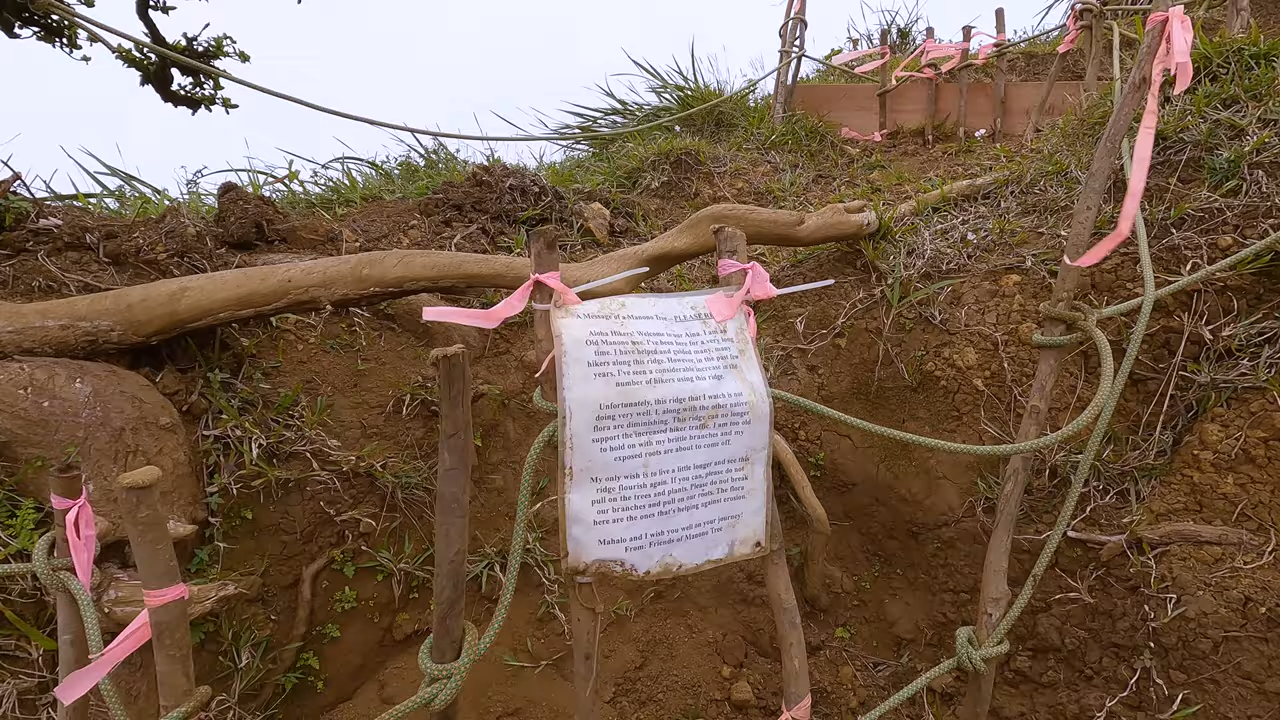 A Message of a Manono Tree – PLEASE RE
Aloha Hikers! Welcome to our Aina. I am an
Old Manono tree. I've been here for a very long
time. I have helped and guided many, many
hikers along this ridge. However, in the past few
years, I've seen a considerable increase in the
number of hikers using this ridge.
Unfortunately, this ridge that I watch is not
doing very well. I, along with the other native
flora are diminishing. This ridge can no longer
support the increased hiker traffic. I am too old
to hold on with my brittle branches and my
exposed roots are about to come off.
My only wish is to live a little longer and see this
ridge flourish again. If you can, please do not
pull on the trees and plants. Please do not break
our branches and pull on our roots. The flora
here are the ones that's helping against erosion.
Mahalo and I wish you well on your journey!
From: Friends of Manono Tree